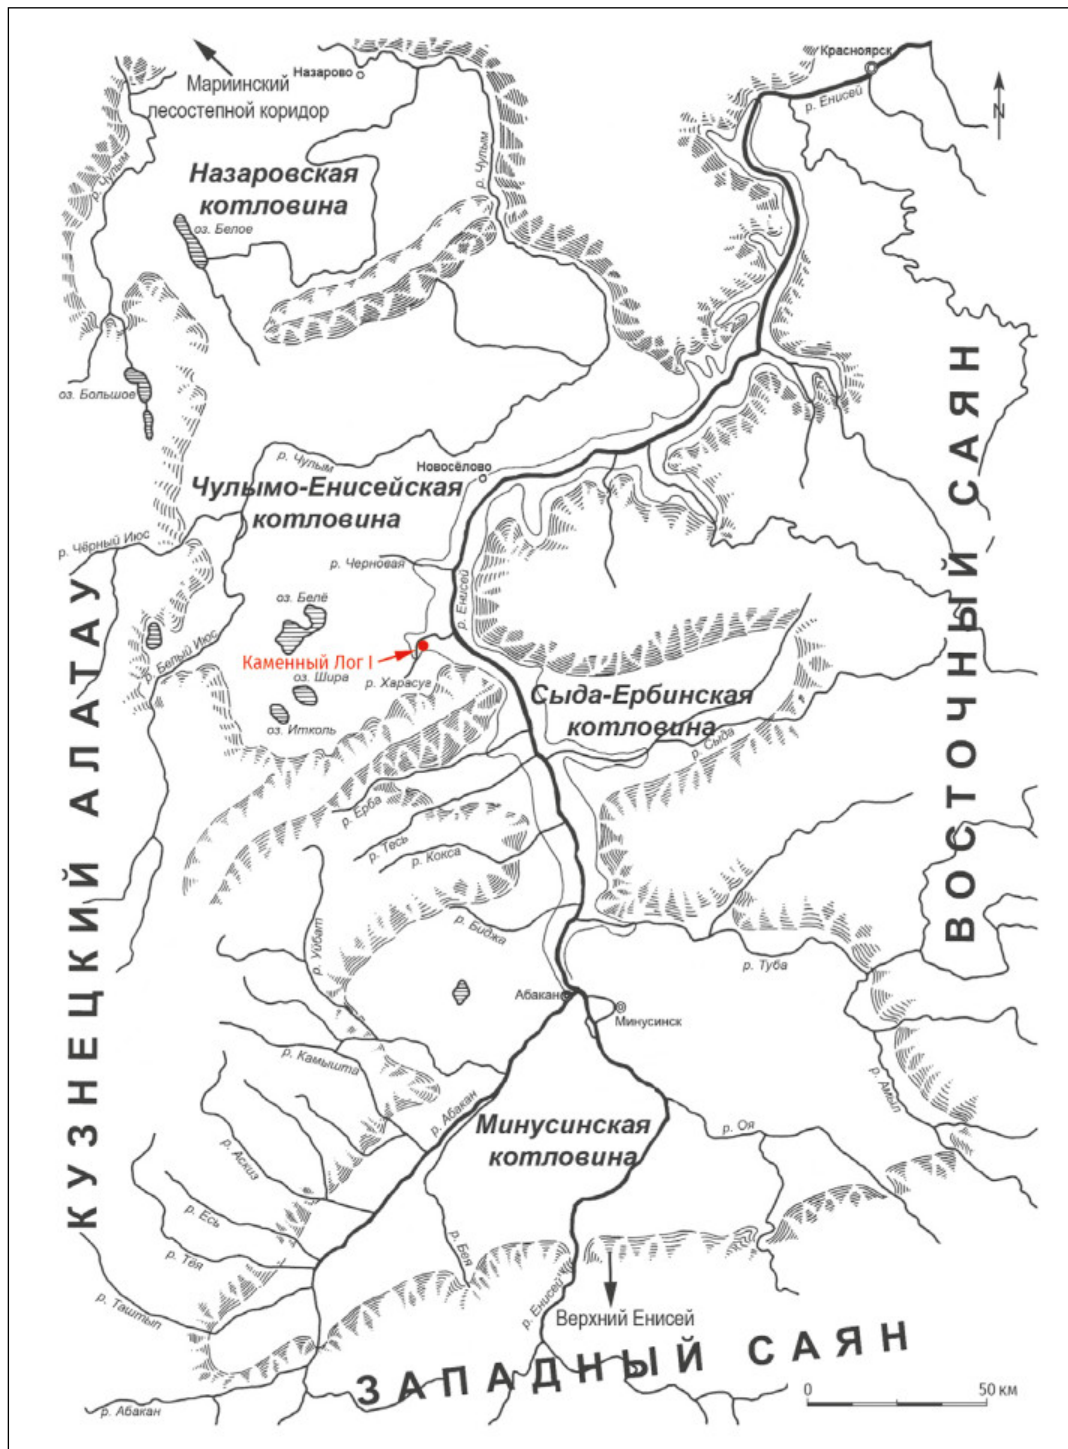 Красноярск
Назарово
Мариинский
лесостепной коридор
р. Енисей
N
р. Чулым
р. Чулым
Назаровская
котловина
оз. Белое
оз. Большое
р. Чулым
Новосёлово
Чулымо-Енисейская
котловина
р. Чёрный Июс
р. Черновая
р. Енисей
оз. Белё
р. Белый Июс
Каменный Лог I
оз. Шира
р. Харасуг
оз. Итколь
Сыда-Ербинская
котловина
р. Сыда
р. Ерба
р. Тесь
р. Кокса
р. Биджа
р. Уйбат
р. Туба
Абакан
Минусинск
р. Камышта
р. Амыл
р. Абакан
Минусинская
котловина
р. Оя
р. Аскиз
р. Есь
р. Тёя
р. Бея
р. Таштып
р. Енисей
Верхний Енисей
КУЗНЕЦКИЙ АЛАТАУ
ВОСТОЧНЫЙ САЯН
ЗАПАДНЫЙ САЯН
р. Абакан
0 50 км